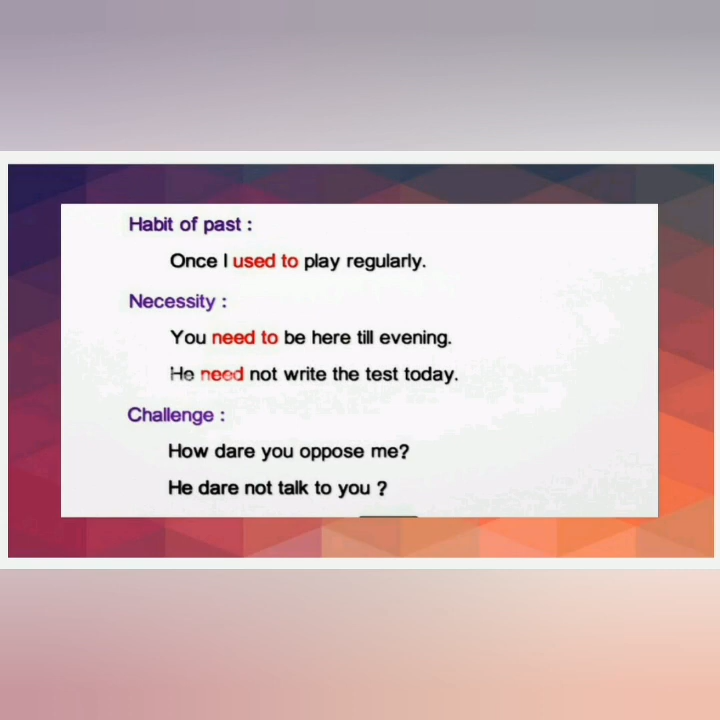 Habit of past :
Once I used to play regularly.
Necessity :
You need to be here till evening.
He need not write the test today.
Challenge :
How dare you oppose me?
He dare not talk to you ?